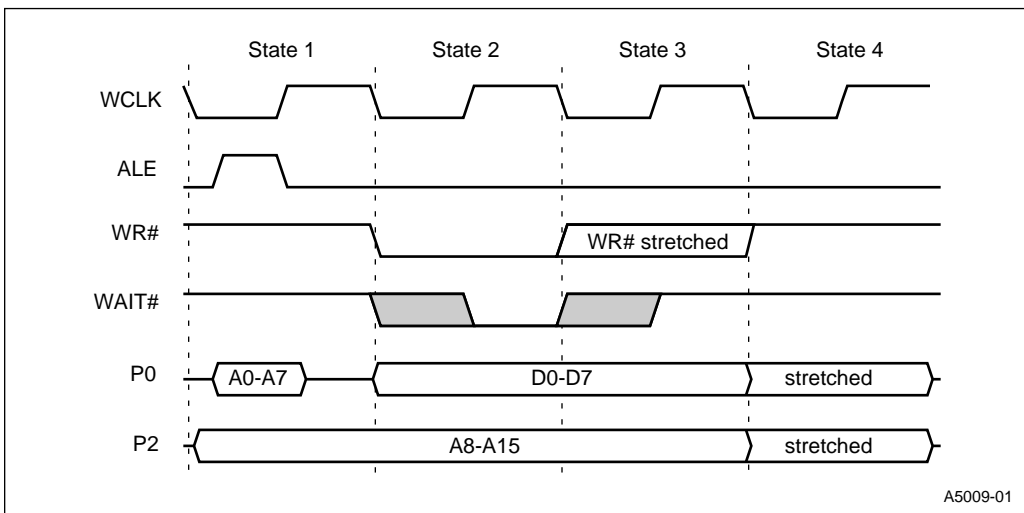 State 1 State 2 State 3 State 4
WCLK
ALE
WR# WR# stretched
WAIT#
P0 A0-A7 D0-D7 stretched
P2 A8-A15 stretched
A5009-01